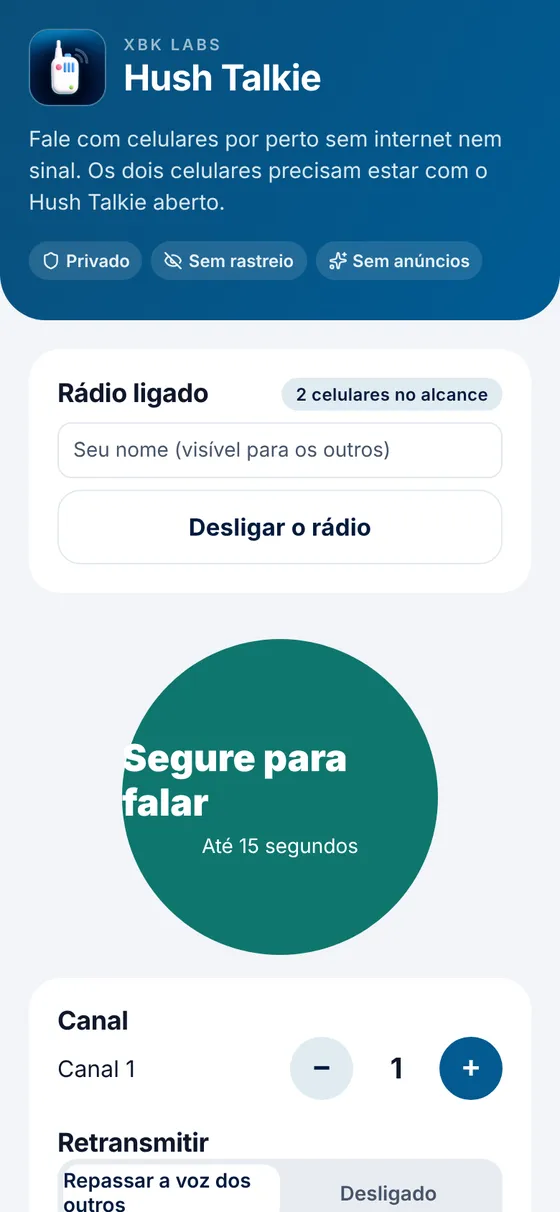 XBK LABS
Hush Talkie
Fale com celulares por perto sem internet nem
sinal. Os dois celulares precisam estar com o
Hush Talkie aberto.
Privado
Sem rastreio
Sem anúncios
Rádio ligado
2 celulares no alcance
Seu nome (visível para os outros)
Desligar o rádio
Segure para
falar
Até 15 segundos
Canal
Canal 1
−
1
+
Retransmitir
Repassar a voz dos
outros
Desligado